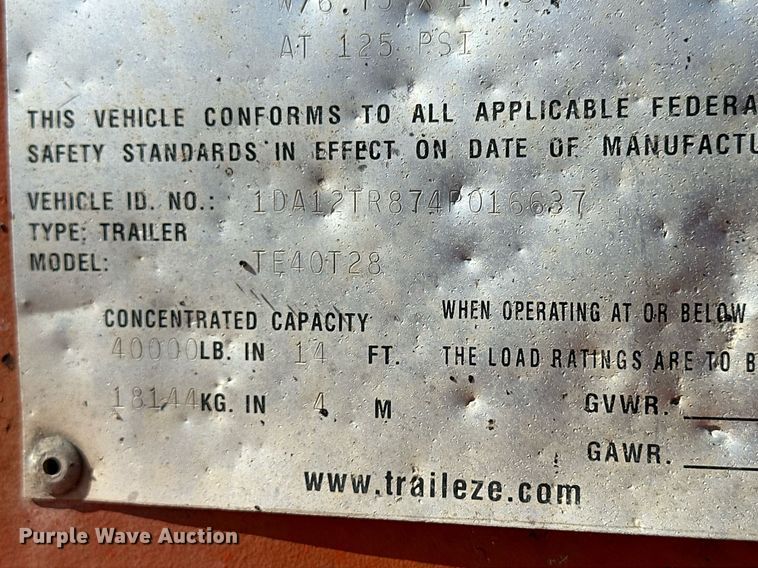 AT 125 PSI
THIS VEHICLE CONFORMS TO ALL APPLICABLE FEDERA
SAFETY STANDARDS IN EFFECT ON DATE OF MANUFACTU
VEHICLE ID. NO.: 1DA12TR874P016637
TYPE: TRAILER
MODEL: TE40T28
CONCENTRATED CAPACITY
40000 LB. IN 14 FT.
18144 KG. IN 4 M
WHEN OPERATING AT OR BELOW
THE LOAD RATINGS ARE TO B
GVWR.
GAWR.
www.traileze.com
Purple Wave Auction